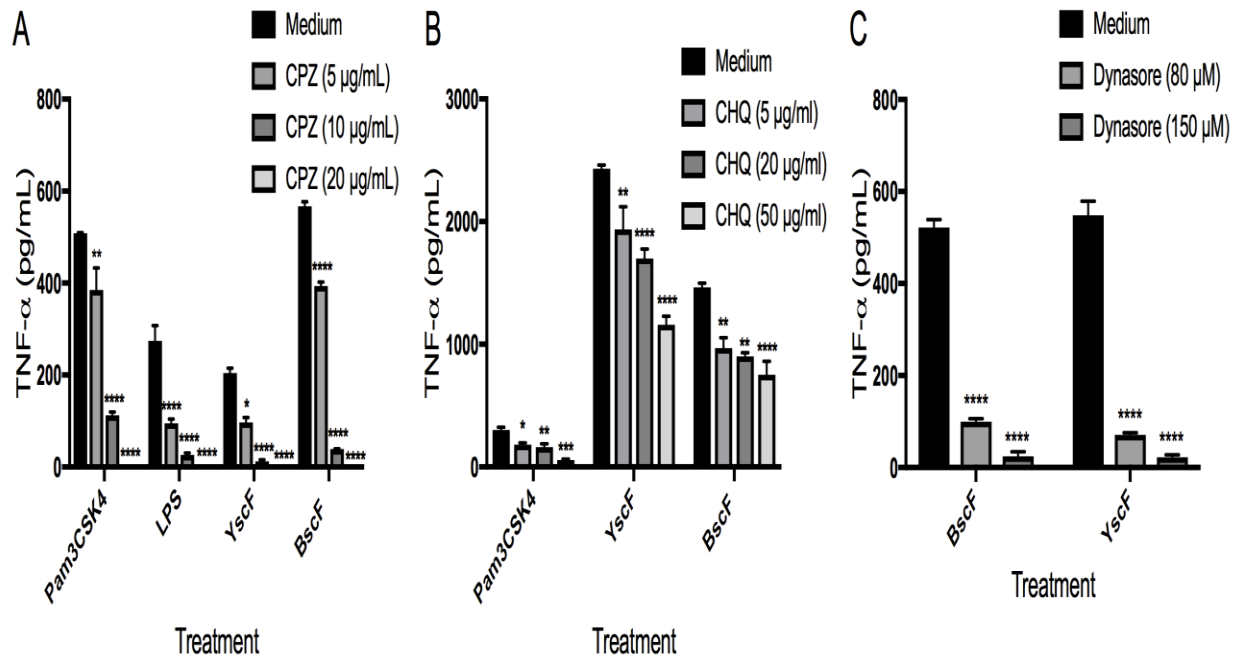 A
Medium
CPZ (5 µg/mL)
CPZ (10 µg/mL)
CPZ (20 µg/mL)
TNF-α (pg/mL)
800
600
400
200
0
**
****
****
****
****
****
*
****
****
****
****
****
Pam3CSK4
LPS
YscF
BscF
Treatment
B
Medium
CHQ (5 µg/ml)
CHQ (20 µg/ml)
CHQ (50 µg/ml)
TNF-α (pg/mL)
3000
2000
1000
0
*
**
***
**
****
****
**
**
****
Pam3CSK4
YscF
BscF
Treatment
C
Medium
Dynasore (80 µM)
Dynasore (150 µM)
TNF-α (pg/mL)
800
600
400
200
0
****
****
****
****
BscF
YscF
Treatment